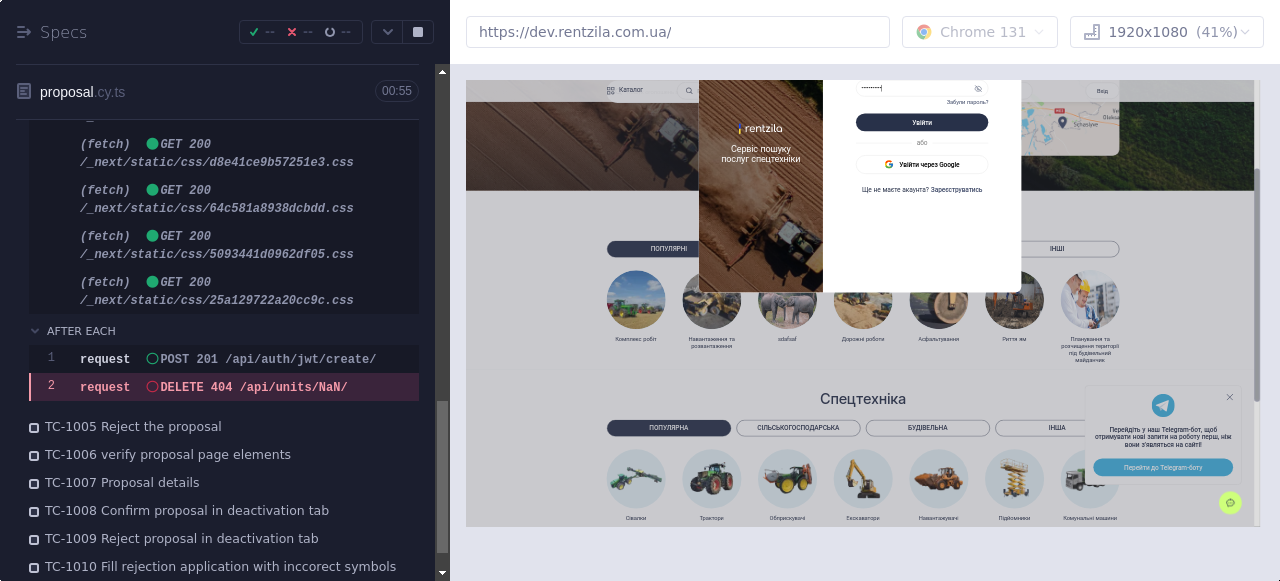 Specs
-- -- --
https://dev.rentzila.com.ua/
Chrome 131
1920x1080 (41%)
proposal.cy.ts
00:55
(fetch) GET 200
/_next/static/css/d8e41ce9b57251e3.css
(fetch) GET 200
/_next/static/css/64c581a8938dcbdd.css
(fetch) GET 200
/_next/static/css/5093441d0962df05.css
(fetch) GET 200
/_next/static/css/25a129722a20cc9c.css
AFTER EACH
1 request POST 201 /api/auth/jwt/create/
2 request DELETE 404 /api/units/NaN/
TC-1005 Reject the proposal
TC-1006 verify proposal page elements
TC-1007 Proposal details
TC-1008 Confirm proposal in deactivation tab
TC-1009 Reject proposal in deactivation tab
TC-1010 Fill rejection application with inccorect symbols
Каталог
Вхід
rentzila
Сервіс пошуку
послуг спецтехніки
Забули пароль?
Увійти
або
Увійти через Google
Ще не маєте акаунта? Зареєструватись
ПОПУЛЯРНІ
ІНШІ
Комплекс робіт
Навантаження та
розвантаження
sdafsaf
Дорожні роботи
Асфальтування
Риття ям
Планування та
розчищення території
під будівельний
майданчик
Спецтехніка
ПОПУЛЯРНА
СІЛЬСЬКОГОСПОДАРСЬКА
БУДІВЕЛЬНА
ІНША
Сівалки
Трактори
Обприскувачі
Екскаватори
Навантажувачі
Підйомники
Комунальні машини
Перейдіть у наш Telegram-бот, щоб
отримувати нові запити на роботу перш, ніж
вони з'являться на сайті!
Перейти до Telegram-боту